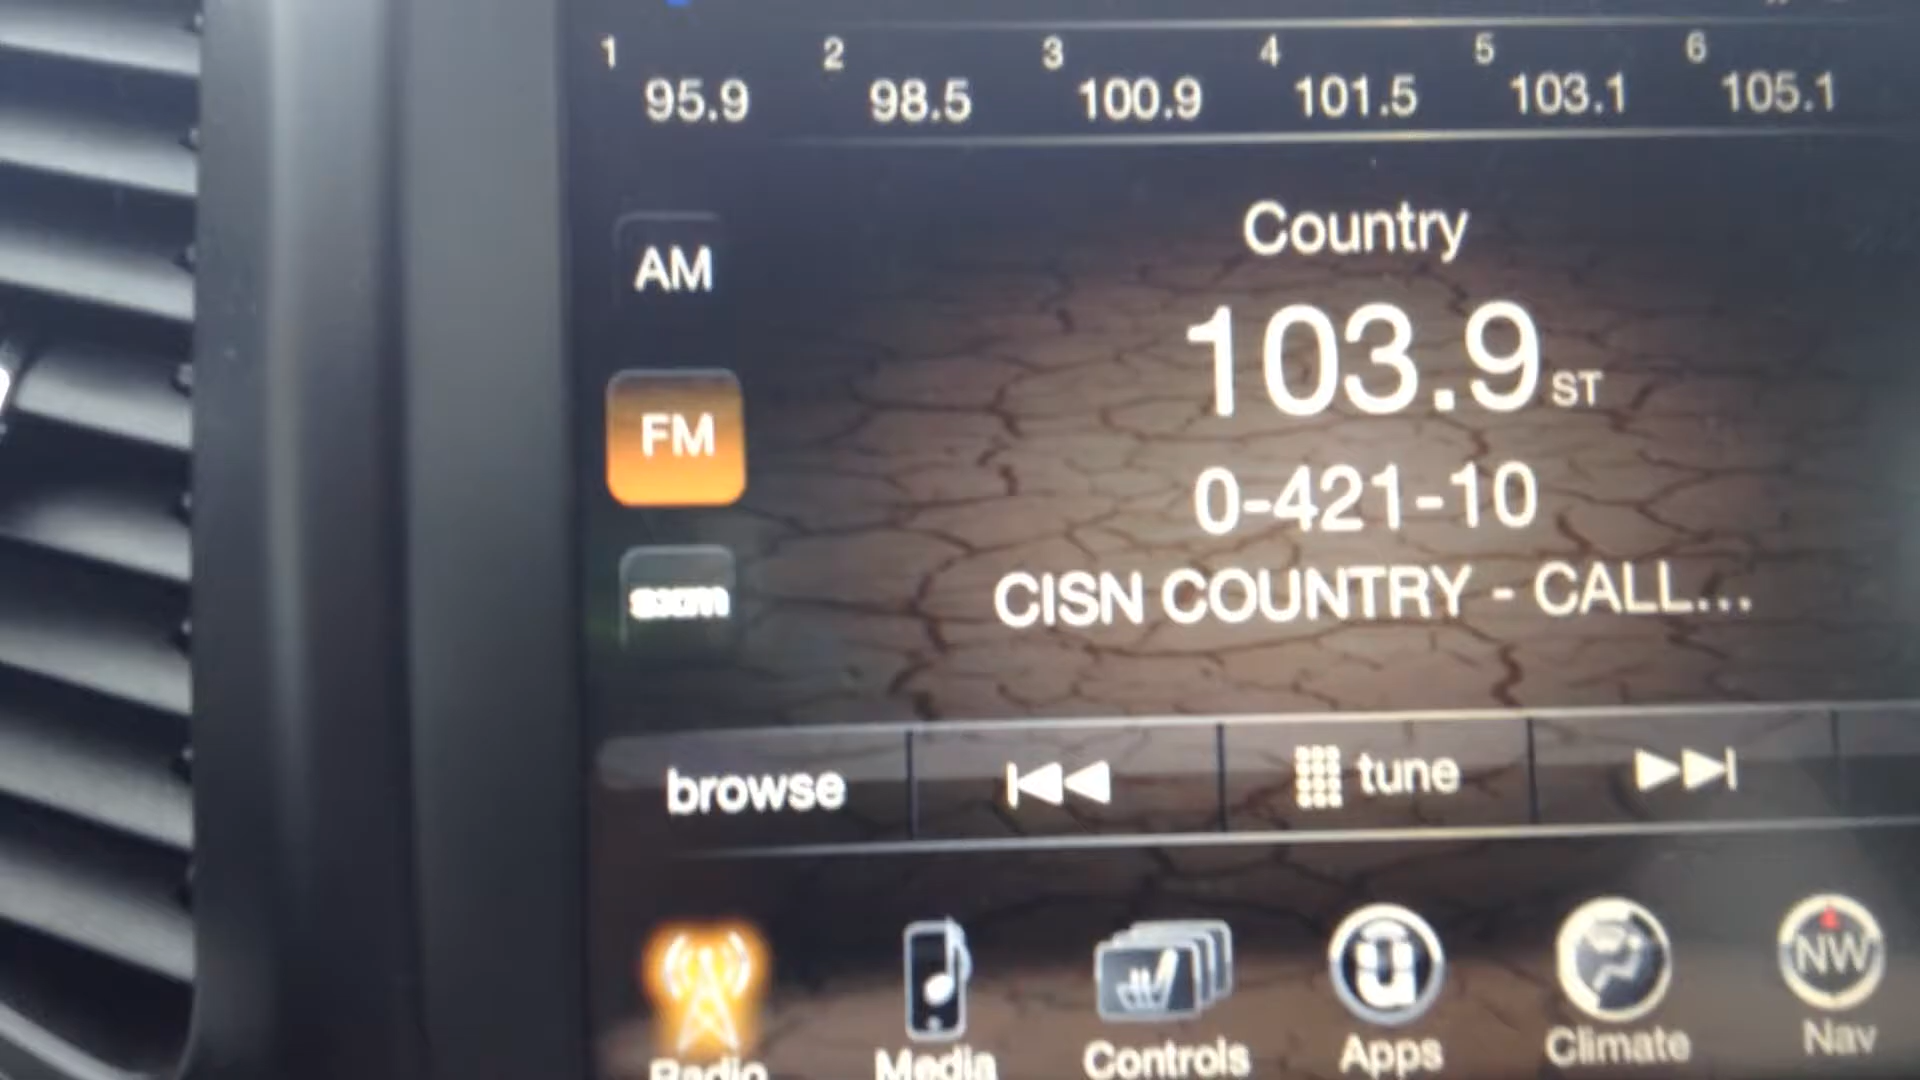 1 2 3 4 5 6
95.9 98.5 100.9 101.5 103.1 105.1
AM
Country
103.9 ST
FM
0-421-10
sxm
CISN COUNTRY - CALL...
browse tune
NW
Radio Media Controls Apps Climate Nav